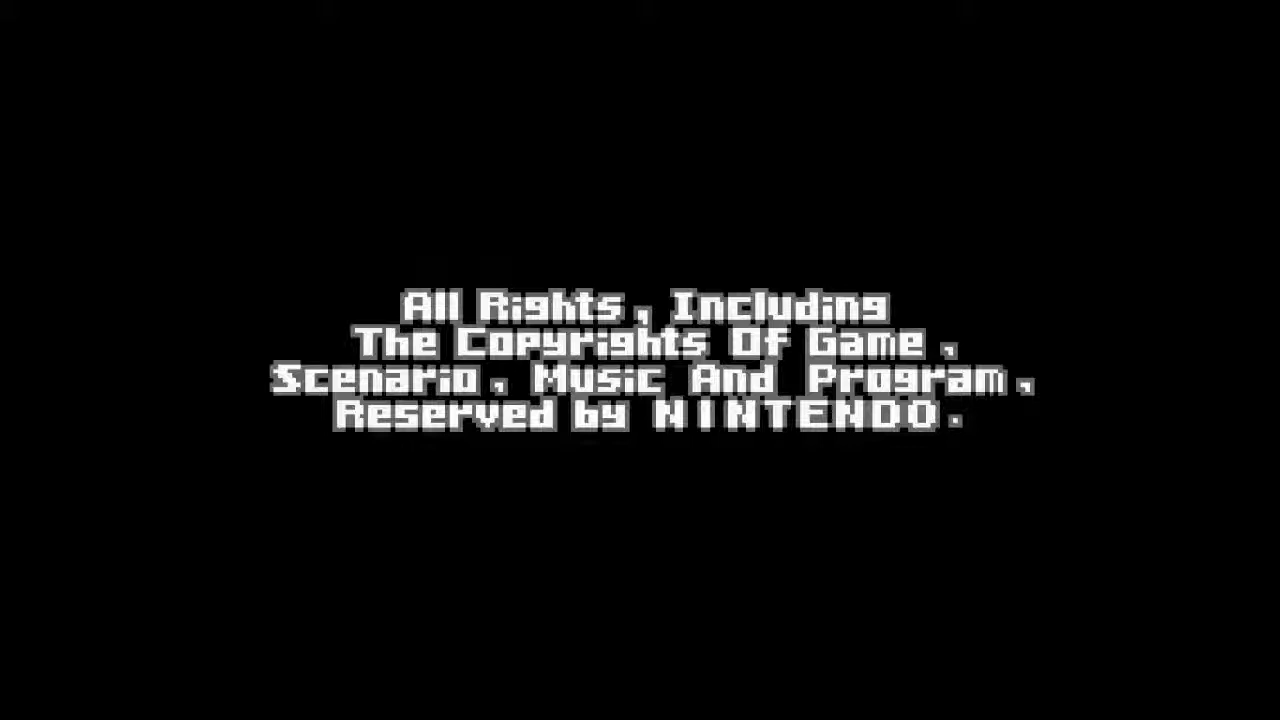 All Rights, Including
The Copyrights Of Game,
Scenario, Music And Program,
Reserved by NINTENDO.